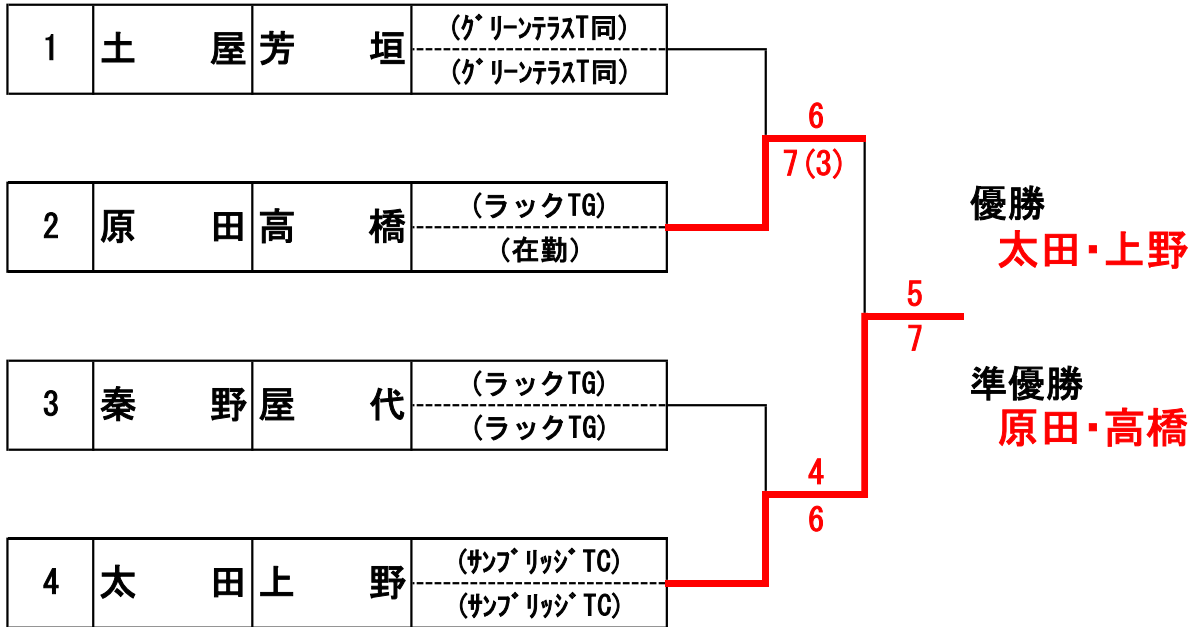 1 土屋 芳垣 (ｸﾞﾘｰﾝﾃﾗｽT同)
(ｸﾞﾘｰﾝﾃﾗｽT同)
6
7(3)
2 原田 高橋 (ラックTG)
(在勤)
優勝
太田・上野
5
7
3 秦野 屋代 (ラックTG)
(ラックTG)
準優勝
原田・高橋
4
6
4 太田 上野 (ｻﾝﾌﾞﾘｯｼﾞTC)
(ｻﾝﾌﾞﾘｯｼﾞTC)